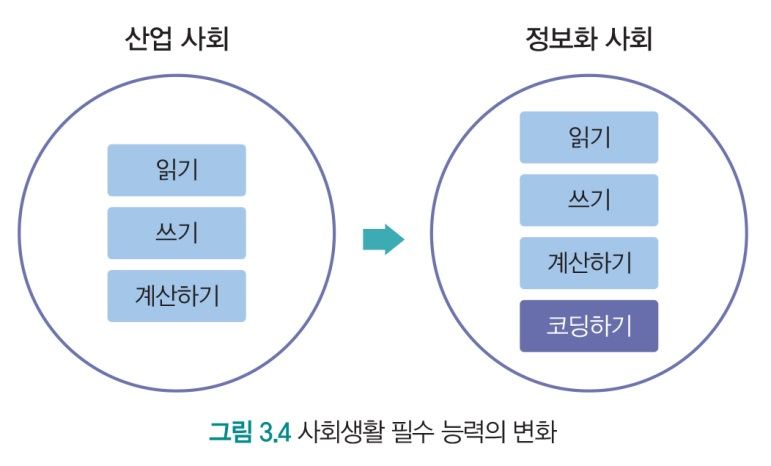 산업 사회
읽기
쓰기
계산하기
정보화 사회
읽기
쓰기
계산하기
코딩하기
그림 3.4 사회생활 필수 능력의 변화